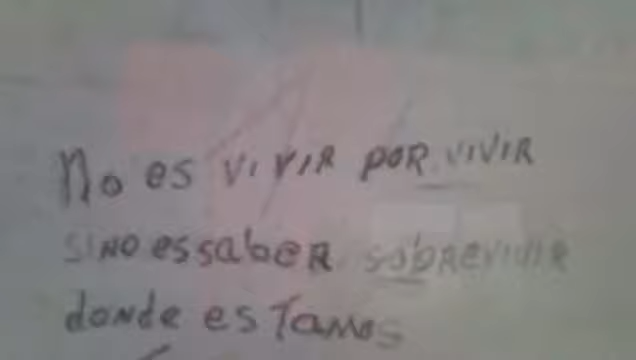 No es vivir por vivir
sino es saber sobrevivir
donde estamos